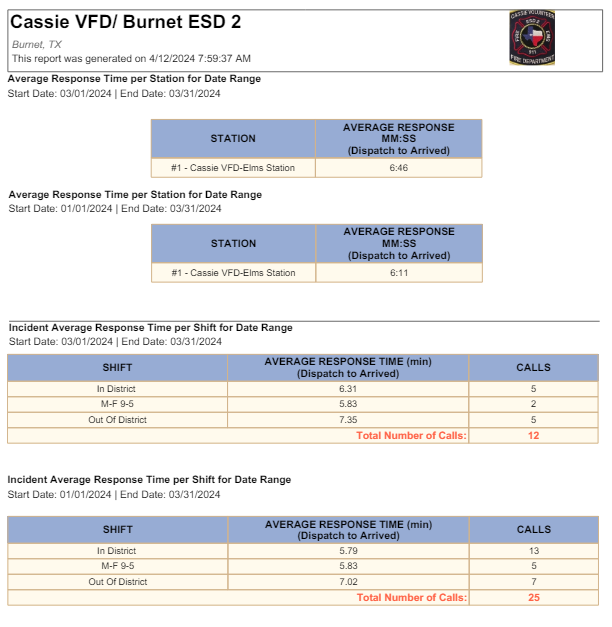 Cassie VFD/ Burnet ESD 2
Burnet, TX
This report was generated on 4/12/2024 7:59:37 AM
CASSIE VOLUNTEER
ESD 2
FIRE
EMS
911
FIRE DEPARTMENT
Average Response Time per Station for Date Range
Start Date: 03/01/2024 | End Date: 03/31/2024
STATION
AVERAGE RESPONSE
MM:SS
(Dispatch to Arrived)
#1 - Cassie VFD-Elms Station 6:46
Average Response Time per Station for Date Range
Start Date: 01/01/2024 | End Date: 03/31/2024
STATION
AVERAGE RESPONSE
MM:SS
(Dispatch to Arrived)
#1 - Cassie VFD-Elms Station 6:11
Incident Average Response Time per Shift for Date Range
Start Date: 03/01/2024 | End Date: 03/31/2024
SHIFT
AVERAGE RESPONSE TIME (min)
(Dispatch to Arrived)
CALLS
In District 6.31 5
M-F 9-5 5.83 2
Out Of District 7.35 5
Total Number of Calls: 12
Incident Average Response Time per Shift for Date Range
Start Date: 01/01/2024 | End Date: 03/31/2024
SHIFT
AVERAGE RESPONSE TIME (min)
(Dispatch to Arrived)
CALLS
In District 5.79 13
M-F 9-5 5.83 5
Out Of District 7.02 7
Total Number of Calls: 25